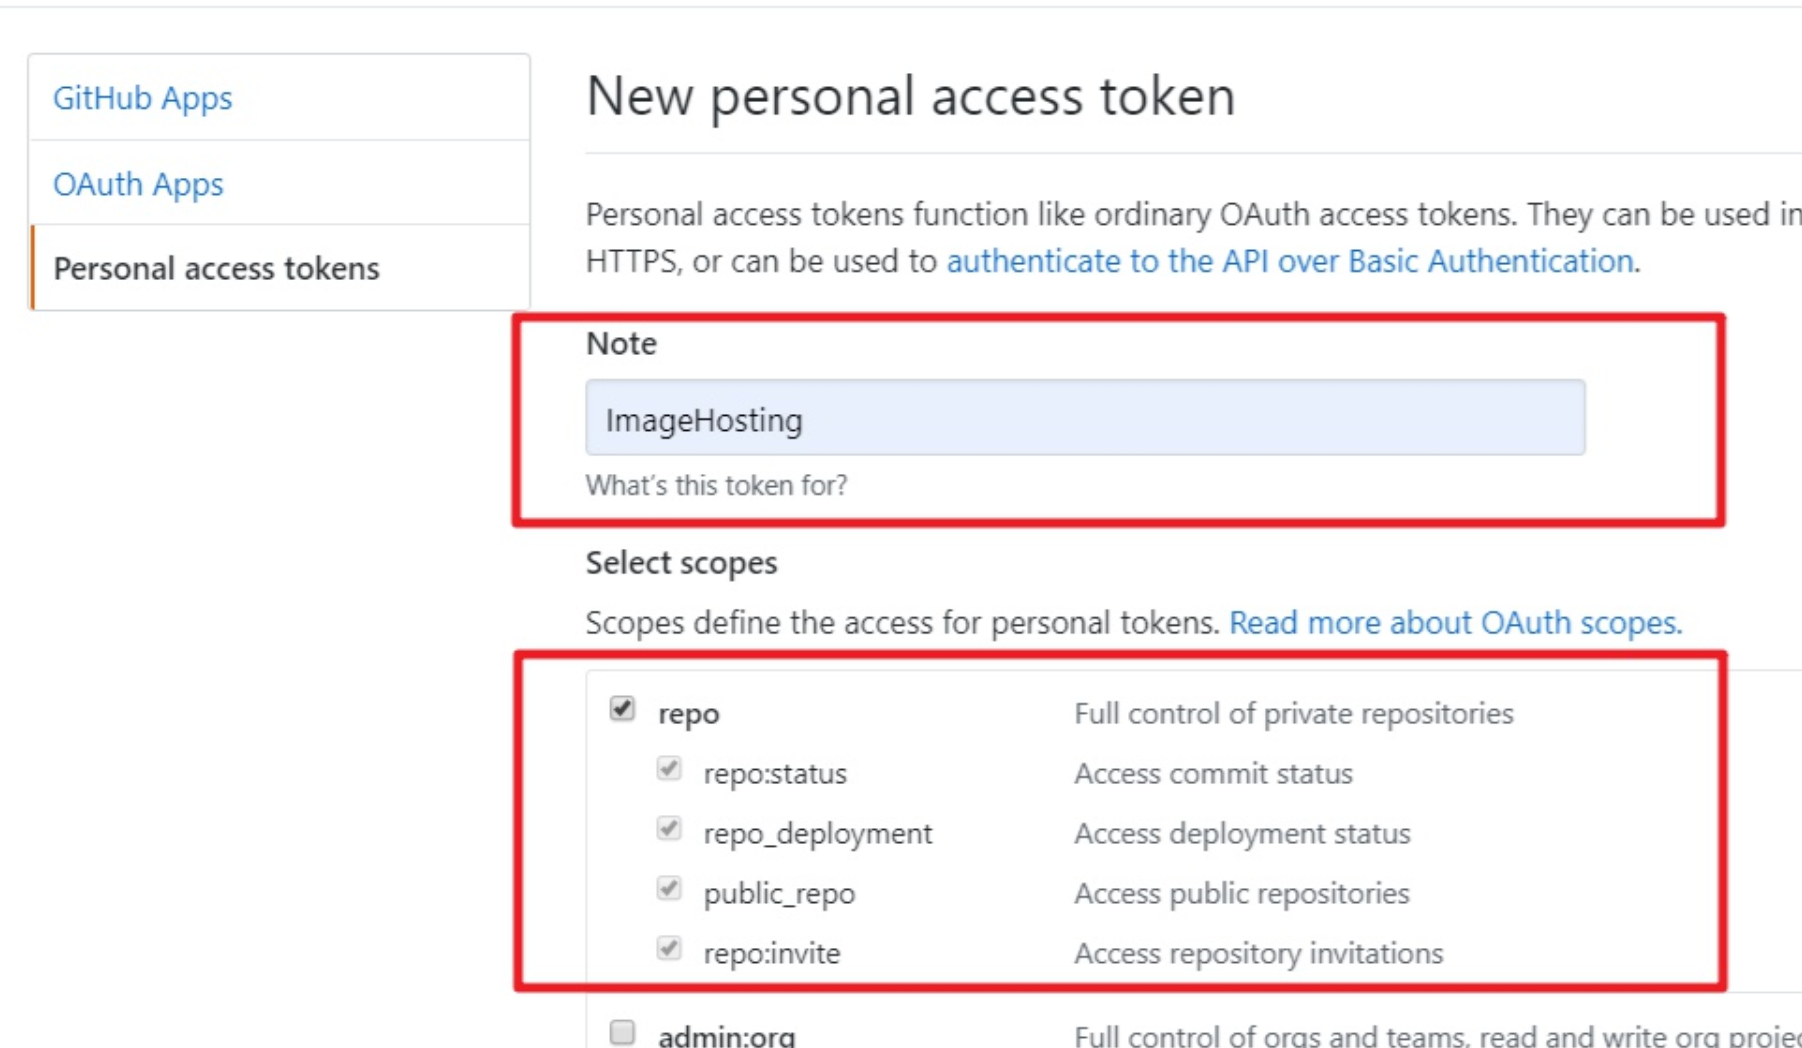 GitHub Apps
OAuth Apps
Personal access tokens
New personal access token
Personal access tokens function like ordinary OAuth access tokens. They can be used in
HTTPS, or can be used to authenticate to the API over Basic Authentication.
Note
ImageHosting
What's this token for?
Select scopes
Scopes define the access for personal tokens. Read more about OAuth scopes.
repo Full control of private repositories
repo:status Access commit status
repo_deployment Access deployment status
public_repo Access public repositories
repo:invite Access repository invitations
admin:org Full control of orgs and teams, read and write org